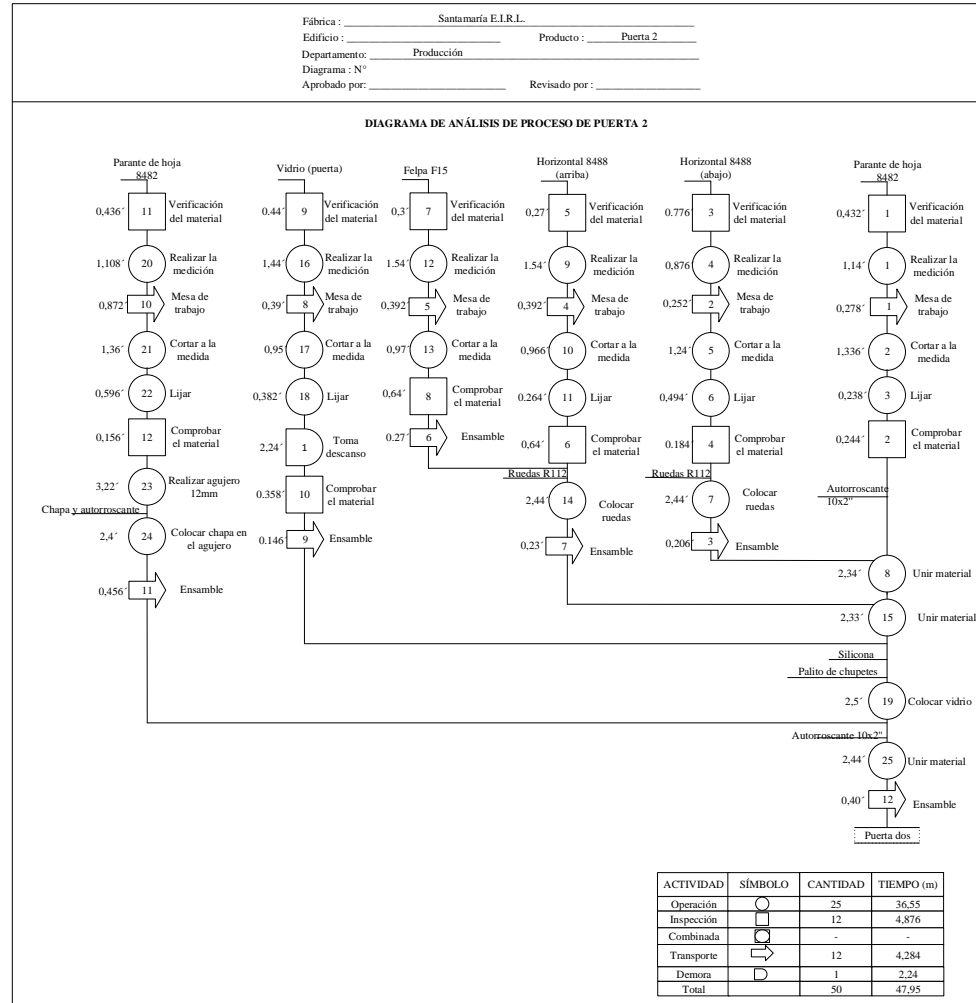 Fábrica : Santamaría E.I.R.L.
Edificio : Producto : Puerta 2
Departamento: Producción
Diagrama : N°
Aprobado por: Revisado por :
DIAGRAMA DE ANÁLISIS DE PROCESO DE PUERTA 2
Parante de hoja
8482
0,436´ 11 Verificación
del material
1,108´ 20 Realizar la
medición
0,872´ 10 Mesa de
trabajo
1,36´ 21 Cortar a la
medida
0,596´ 22 Lijar
0,156´ 12 Comprobar
el material
3,22´ 23 Realizar agujero
12mm
Chapa y autorroscante
2,4´ 24 Colocar chapa en
el agujero
0,456´ 11 Ensamble
Vidrio (puerta)
0.44´ 9 Verificación
del material
1,44´ 16 Realizar la
medición
0,39´ 8 Mesa de
trabajo
0,95´ 17 Cortar a la
medida
0,382´ 18 Lijar
2,24´ 1 Toma
descanso
0.358´ 10 Comprobar
el material
0.146´ 9 Ensamble
Felpa F15
0,3´ 7 Verificación
del material
1.54´ 12 Realizar la
medición
0,392´ 5 Mesa de
trabajo
0,97´ 13 Cortar a la
medida
0,64´ 8 Comprobar
el material
0.27´ 6 Ensamble
Horizontal 8488
(arriba)
0,27´ 5 Verificación
del material
1.54´ 9 Realizar la
medición
0,392´ 4 Mesa de
trabajo
0,966´ 10 Cortar a la
medida
0.264´ 11 Lijar
0,64´ 6 Comprobar
el material
Ruedas R112
2,44´ 14 Colocar
ruedas
0,23´ 7 Ensamble
Horizontal 8488
(abajo)
0.776´ 3 Verificación
del material
0,876 4 Realizar la
medición
0,252´ 2 Mesa de
trabajo
1,24´ 5 Cortar a la
medida
0,494´ 6 Lijar
0.184´ 4 Comprobar
el material
Ruedas R112
2,44´ 7 Colocar
ruedas
0,206´ 3 Ensamble
Parante de hoja
8482
0,432´ 1 Verificación
del material
1,14´ 1 Realizar la
medición
0,278´ 1 Mesa de
trabajo
1,336´ 2 Cortar a la
medida
0,238´ 3 Lijar
0,244´ 2 Comprobar
el material
Autorroscante
10x2"
2,34´ 8 Unir material
2,33´ 15 Unir material
Silicona
Palito de chupetes
2,5´ 19 Colocar vidrio
Autorroscante 10x2"
2,44´ 25 Unir material
0,40´ 12 Ensamble
Puerta dos
ACTIVIDAD SÍMBOLO CANTIDAD TIEMPO (m)
Operación 25 36,55
Inspección 12 4,876
Combinada - -
Transporte 12 4,284
Demora 1 2,24
Total 50 47,95